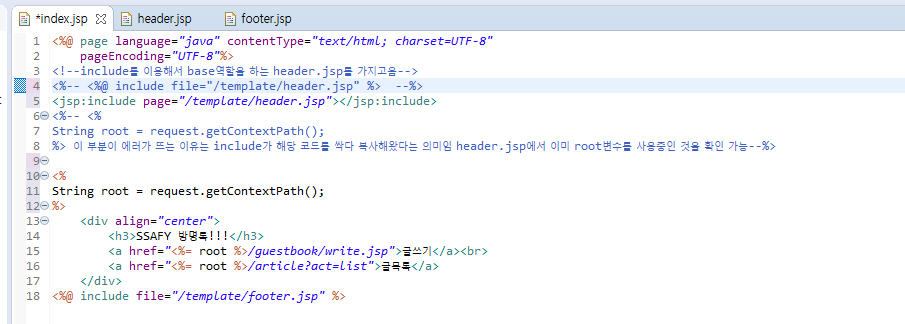 *index.jsp header.jsp footer.jsp
1 <%@ page language="java" contentType="text/html; charset=UTF-8"
2 pageEncoding="UTF-8"%>
3 <!--include를 이용해서 base역할을 하는 header.jsp를 가지고옴-->
4 <%-- <%@ include file="/template/header.jsp" %> --%>
5 <jsp:include page="/template/header.jsp"></jsp:include>
6 <%-- <%
7 String root = request.getContextPath();
8 %> 이 부분이 에러가 뜨는 이유는 include가 해당 코드를 싹다 복사해왔다는 의미임 header.jsp에서 이미 root변수를 사용중인 것을 확인 가능--%>
9
10 <%
11 String root = request.getContextPath();
12 %>
13 <div align="center">
14 <h3>SSAFY 방명록!!!</h3>
15 <a href="<%= root %>/guestbook/write.jsp">글쓰기</a><br>
16 <a href="<%= root %>/article?act=list">글목록</a>
17 </div>
18 <%@ include file="/template/footer.jsp" %>